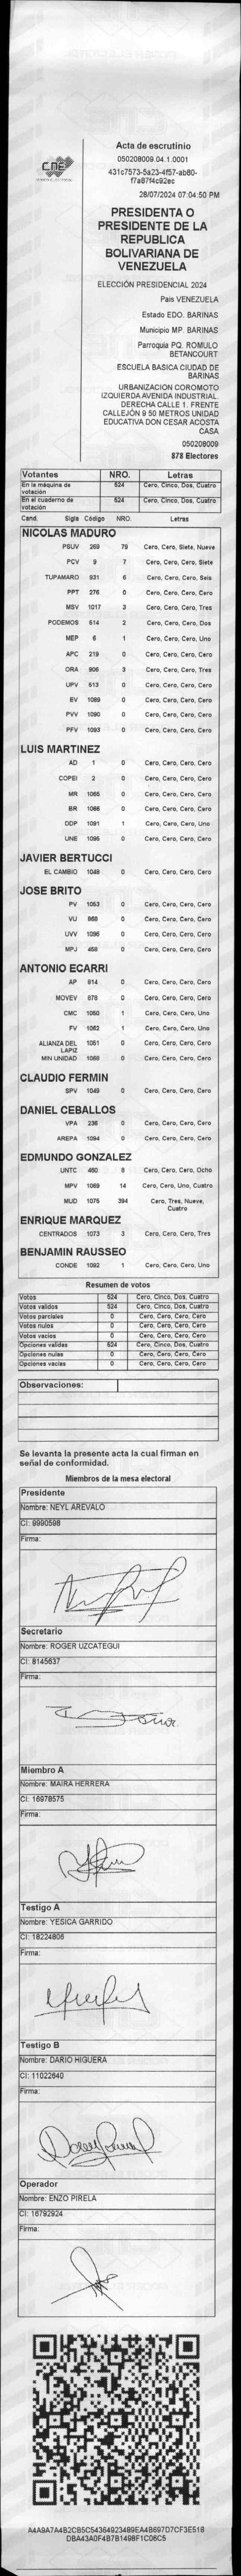 CNE
Acta de escrutinio
050208009.04.1.0001
431c7573-5a23-4f57-ab80-
f7a87f4c92ec
28/07/2024 07:04:50 PM
PRESIDENTA O
PRESIDENTE DE LA
REPUBLICA
BOLIVARIANA DE
VENEZUELA
ELECCIÓN PRESIDENCIAL 2024
Pais VENEZUELA
Estado EDO. BARINAS
Municipio MP. BARINAS
Parroquia PQ. ROMULO
BETANCOURT
ESCUELA BASICA CIUDAD DE
BARINAS
URBANIZACION COROMOTO
IZQUIERDA AVENIDA INDUSTRIAL.
DERECHA CALLE 1. FRENTE
CALLEJÓN 9 50 METROS UNIDAD
EDUCATIVA DON CESAR ACOSTA
CASA
050208009
878 Electores
Votantes NRO. Letras
En la maquina de votación 524 Cero, Cinco, Dos, Cuatro
En el cuaderno de votación 524 Cero, Cinco, Dos, Cuatro
Cand. Sigla Código NRO. Letras
NICOLAS MADURO
PSUV 269 79 Cero, Cero, Siete, Nueve
PCV 9 7 Cero, Cero, Cero, Siete
TUPAMARO 931 6 Cero, Cero, Cero, Seis
PPT 276 0 Cero, Cero, Cero, Cero
MSV 1017 3 Cero, Cero, Cero, Tres
PODEMOS 614 2 Cero, Cero, Cero, Dos
MEP 6 1 Cero, Cero, Cero, Uno
APC 219 0 Cero, Cero, Cero, Cero
ORA 906 3 Cero, Cero, Cero, Tres
UPV 513 0 Cero, Cero, Cero, Cero
EV 1089 0 Cero, Cero, Cero, Cero
PVV 1090 0 Cero, Cero, Cero, Cero
PFV 1093 0 Cero, Cero, Cero, Cero
LUIS MARTINEZ
AD 1 0 Cero, Cero, Cero, Cero
COPEI 2 0 Cero, Cero, Cero, Cero
MR 1065 0 Cero, Cero, Cero, Cero
BR 1066 0 Cero, Cero, Cero, Cero
DDP 1091 1 Cero, Cero, Cero, Uno
UNE 1095 0 Cero, Cero, Cero, Cero
JAVIER BERTUCCI
EL CAMBIO 1048 0 Cero, Cero, Cero, Cero
JOSE BRITO
PV 1053 0 Cero, Cero, Cero, Cero
VU 868 0 Cero, Cero, Cero, Cero
UVV 1096 0 Cero, Cero, Cero, Cero
MPJ 458 0 Cero, Cero, Cero, Cero
ANTONIO ECARRI
AP 814 0 Cero, Cero, Cero, Cero
MOVEV 878 0 Cero, Cero, Cero, Cero
CMC 1050 1 Cero, Cero, Cero, Uno
FV 1062 1 Cero, Cero, Cero, Uno
ALIANZA DEL LAPIZ 1051 0 Cero, Cero, Cero, Cero
MIN UNIDAD 1068 0 Cero, Cero, Cero, Cero
CLAUDIO FERMIN
SPV 1049 0 Cero, Cero, Cero, Cero
DANIEL CEBALLOS
VPA 236 0 Cero, Cero, Cero, Cero
AREPA 1094 0 Cero, Cero, Cero, Cero
EDMUNDO GONZALEZ
UNTC 460 8 Cero, Cero, Cero, Ocho
MPV 1069 14 Cero, Cero, Uno, Cuatro
MUD 1075 394 Cero, Tres, Nueve,
Cuatro
ENRIQUE MARQUEZ
CENTRADOS 1073 3 Cero, Cero, Cero, Tres
BENJAMIN RAUSSEO
CONDE 1092 1 Cero, Cero, Cero, Uno
Resumen de votos
Votos 524 Cero, Cinco, Dos, Cuatro
Votos validos 524 Cero, Cinco, Dos, Cuatro
Votos parciales 0 Cero, Cero, Cero, Cero
Votos nulos 0 Cero, Cero, Cero, Cero
Votos vacios 0 Cero, Cero, Cero, Cero
Opciones validas 524 Cero, Cinco, Dos, Cuatro
Opciones nulas 0 Cero, Cero, Cero, Cero
Opciones vacias 0 Cero, Cero, Cero, Cero
Observaciones:
Se levanta la presente acta la cual firman en
señal de conformidad.
Miembros de la mesa electoral
Presidente
Nombre: NEYL AREVALO
CI: 9990598
Firma:
Secretario
Nombre: ROGER UZCATEGUI
CI: 8145637
Firma:
Miembro A
Nombre: MAIRA HERRERA
CI: 16978575
Firma:
Testigo A
Nombre: YESICA GARRIDO
CI: 18224806
Firma:
Testigo B
Nombre: DARIO HIGUERA
CI: 11022640
Firma:
Operador
Nombre: ENZO PIRELA
CI: 16792924
Firma:
A4A9A7A4B2CB5C54364923489EA4B697D7CF3E518
DBA43A0F4B7B1498F1C06C5